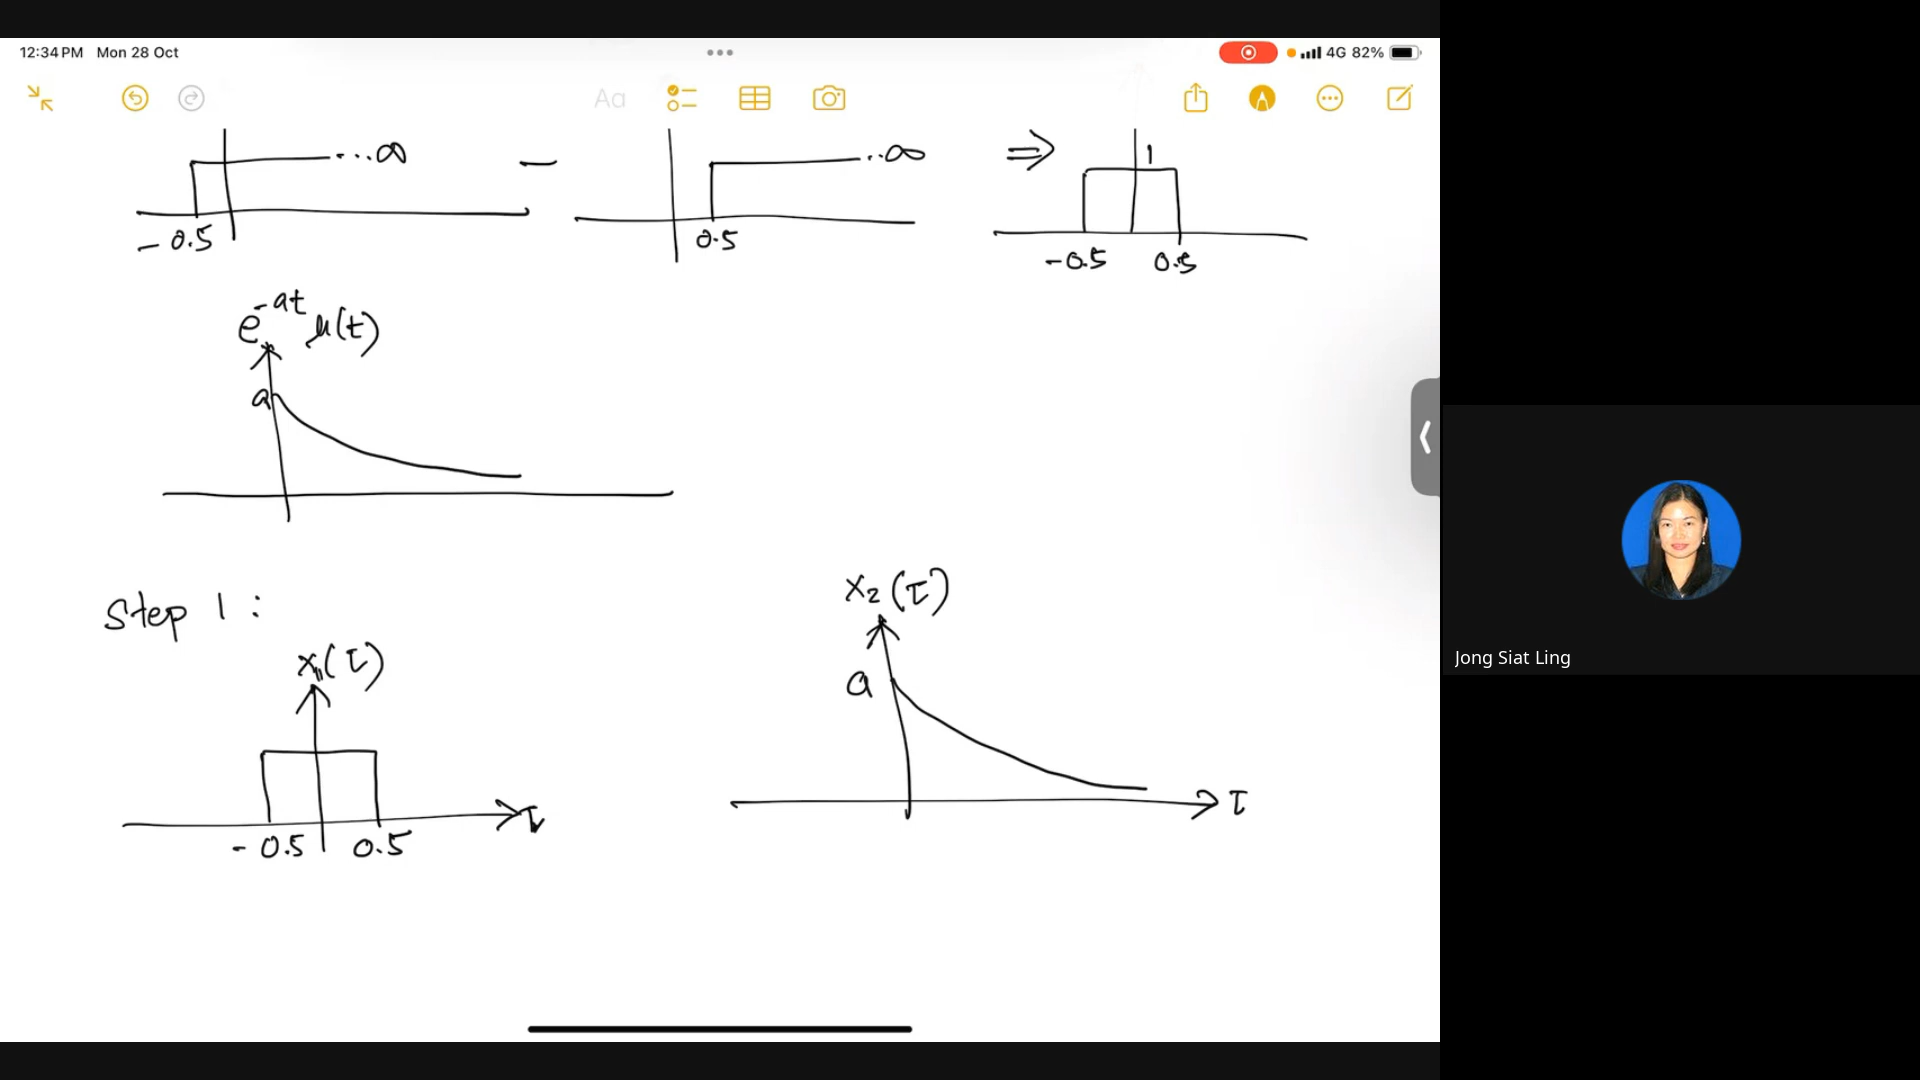 12:34 PM Mon 28 Oct
4G 82%
Aa
...∞ − ..∞ ⇒ 1
-0.5 0.5 -0.5 0.5
e^-at u(t)
a
Step 1 :
x₁(τ)
-0.5 0.5 τ
x₂(τ)
a
τ
Jong Siat Ling